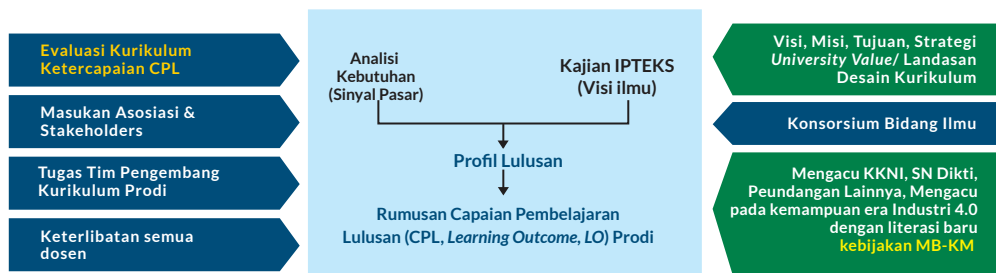 Evaluasi Kurikulum
Ketercapaian CPL
Masukan Asosiasi &
Stakeholders
Tugas Tim Pengembang
Kurikulum Prodi
Keterlibatan semua
dosen
Analisi
Kebutuhan
(Sinyal Pasar)
Kajian IPTEKS
(Visi ilmu)
Profil Lulusan
Rumusan Capaian Pembelajaran
Lulusan (CPL, Learning Outcome, LO) Prodi
Visi, Misi, Tujuan, Strategi
University Value/ Landasan
Desain Kurikulum
Konsorsium Bidang Ilmu
Mengacu KKNI, SN Dikti,
Peundangan Lainnya, Mengacu
pada kemampuan era Industri 4.0
dengan literasi baru
kebijakan MB-KM